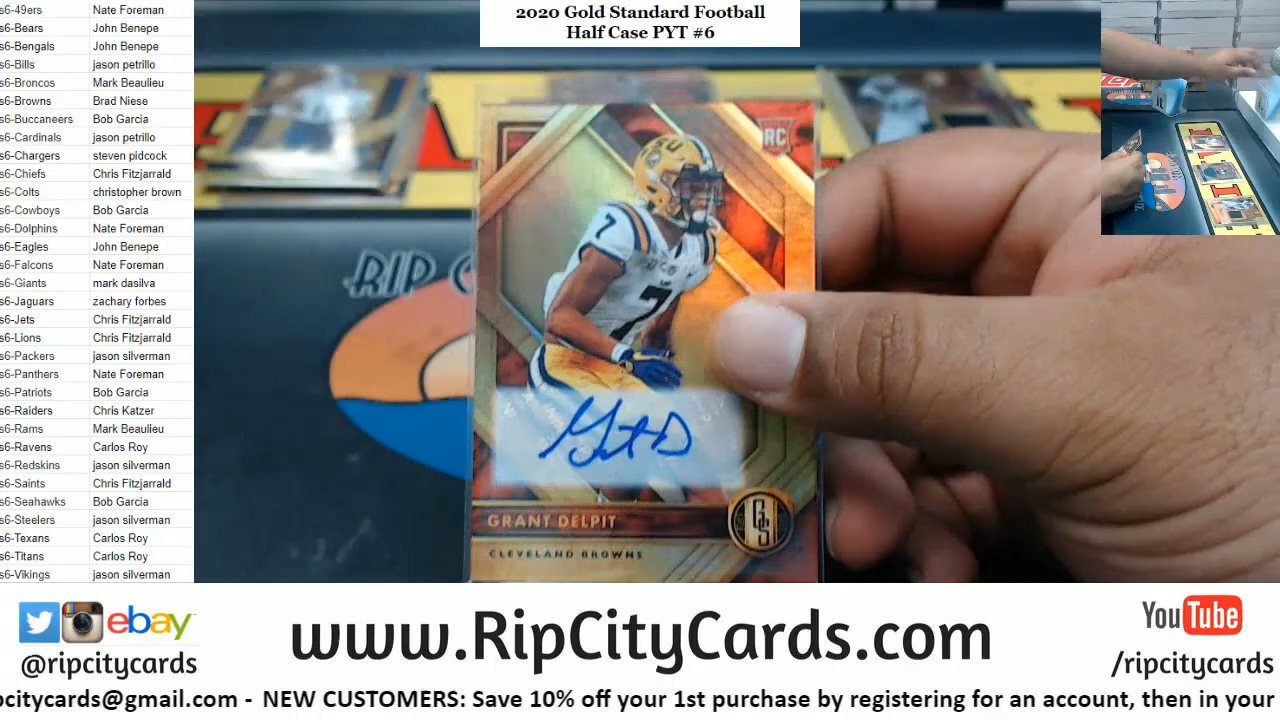 s6-49ers Nate Foreman
s6-Bears John Benepe
s6-Bengals John Benepe
s6-Bills jason petrillo
s6-Broncos Mark Beaulieu
s6-Browns Brad Niese
s6-Buccaneers Bob Garcia
s6-Cardinals jason petrillo
s6-Chargers steven pidcock
s6-Chiefs Chris Fitzjarrald
s6-Colts christopher brown
s6-Cowboys Bob Garcia
s6-Dolphins Nate Foreman
s6-Eagles John Benepe
s6-Falcons Nate Foreman
s6-Giants mark dasilva
s6-Jaguars zachary forbes
s6-Jets Chris Fitzjarrald
s6-Lions Chris Fitzjarrald
s6-Packers jason silverman
s6-Panthers Nate Foreman
s6-Patriots Bob Garcia
s6-Raiders Chris Katzer
s6-Rams Mark Beaulieu
s6-Ravens Carlos Roy
s6-Redskins jason silverman
s6-Saints Chris Fitzjarrald
s6-Seahawks Bob Garcia
s6-Steelers jason silverman
s6-Texans Carlos Roy
s6-Titans Carlos Roy
s6-Vikings jason silverman
2020 Gold Standard Football
Half Case PYT #6
RC
7
7
RIP
GRANT DELPIT
CLEVELAND BROWNS
GS
ebay
@ripcitycards
www.RipCityCards.com
YouTube
/ripcitycards
pcitycards@gmail.com - NEW CUSTOMERS: Save 10% off your 1st purchase by registering for an account, then in your